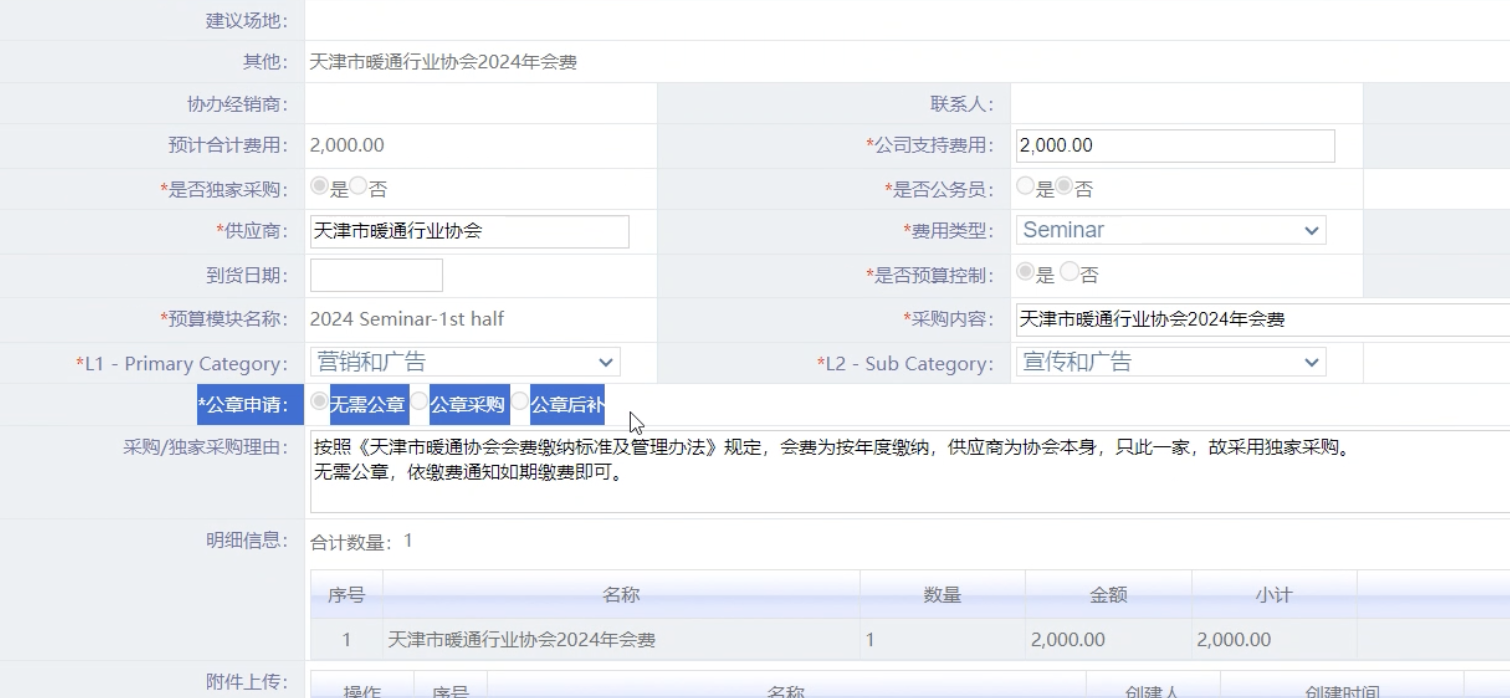 建议场地：
其他： 天津市暖通行业协会2024年会费
协办经销商： 联系人：
预计合计费用： 2,000.00 *公司支持费用： 2,000.00
*是否独家采购： 是 否 *是否公务员： 是 否
*供应商： 天津市暖通行业协会 *费用类型： Seminar
到货日期： *是否预算控制： 是 否
*预算模块名称： 2024 Seminar-1st half *采购内容： 天津市暖通行业协会2024年会费
*L1 - Primary Category： 营销和广告 *L2 - Sub Category： 宣传和广告
*公章申请： 无需公章 公章采购 公章后补
采购/独家采购理由： 按照《天津市暖通协会会费缴纳标准及管理办法》规定，会费为按年度缴纳，供应商为协会本身，只此一家，故采用独家采购。
无需公章，依缴费通知如期缴费即可。
明细信息： 合计数量： 1
序号 名称 数量 金额 小计
1 天津市暖通行业协会2024年会费 1 2,000.00 2,000.00
附件上传： 操作 序号 名称 创建人 创建时间